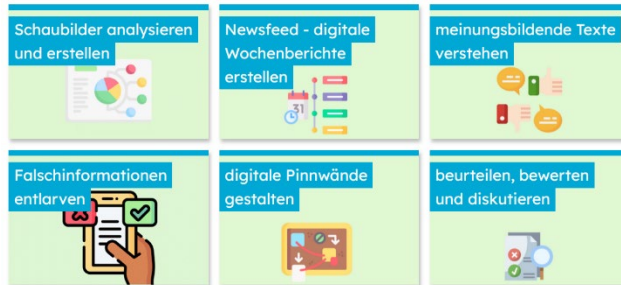 Schaubilder analysieren
und erstellen
Newsfeed - digitale
Wochenberichte
erstellen
31
meinungsbildende Texte
verstehen
Falschinformationen
entlarven
digitale Pinnwände
gestalten
beurteilen, bewerten
und diskutieren